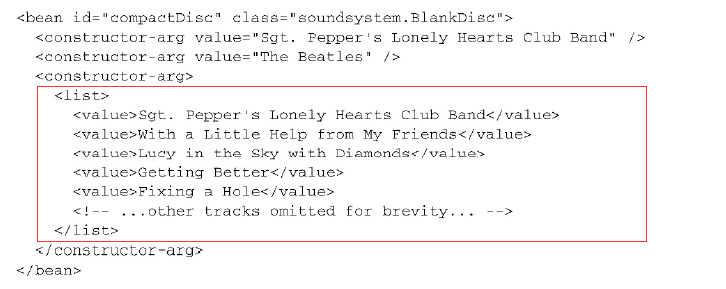 <bean id="compactDisc" class="soundsystem.BlankDisc">
<constructor-arg value="Sgt. Pepper's Lonely Hearts Club Band" />
<constructor-arg value="The Beatles" />
<constructor-arg>
<list>
<value>Sgt. Pepper's Lonely Hearts Club Band</value>
<value>With a Little Help from My Friends</value>
<value>Lucy in the Sky with Diamonds</value>
<value>Getting Better</value>
<value>Fixing a Hole</value>
<!-- ...other tracks omitted for brevity... -->
</list>
</constructor-arg>
</bean>